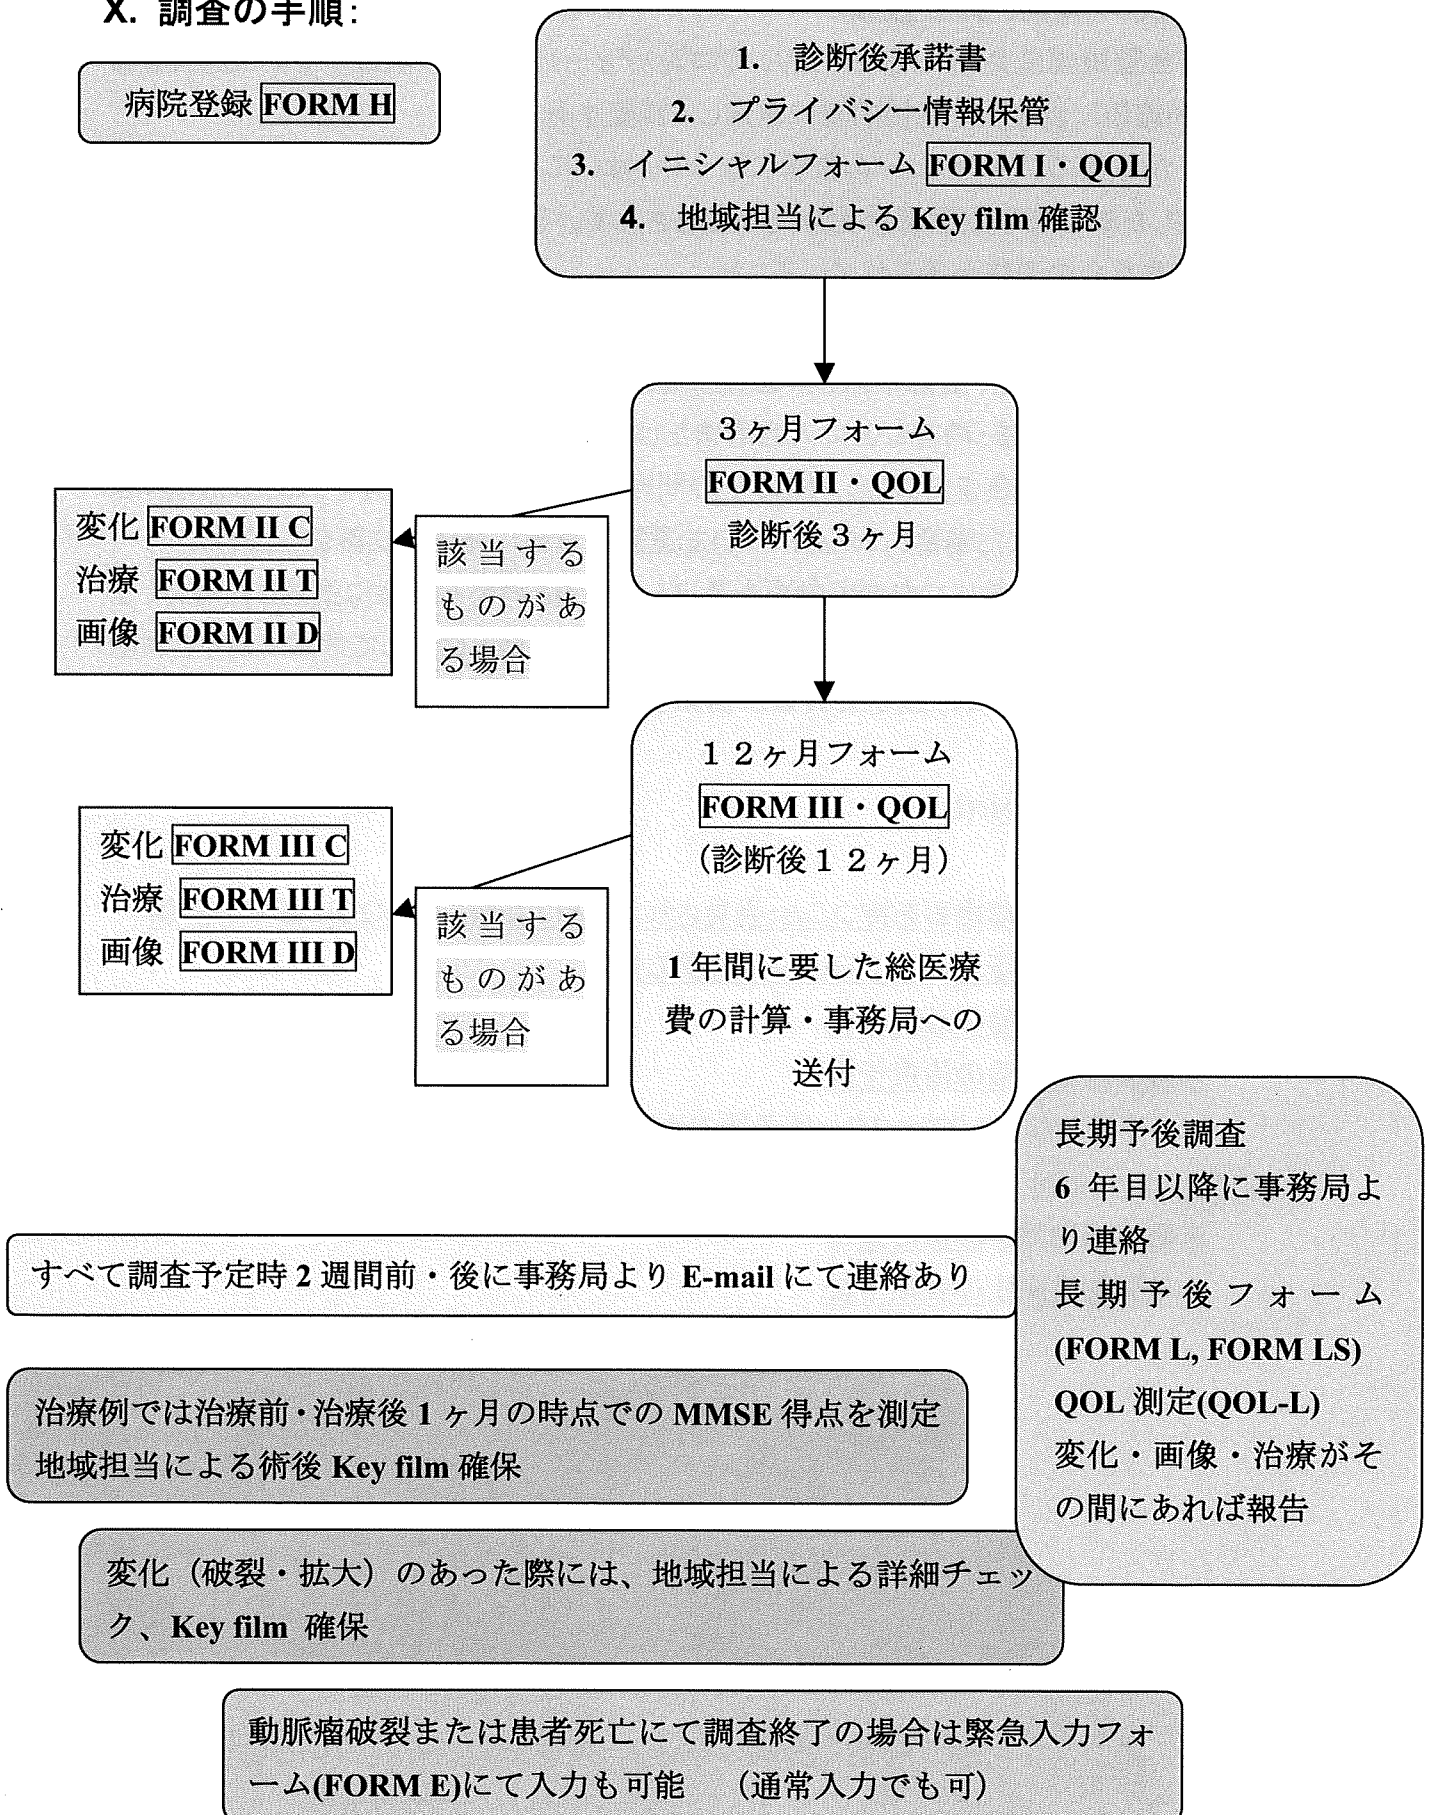 X. 調査の手順:
病院登録 FORM H
1. 診断後承諾書
2. プライバシー情報保管
3. イニシャルフォーム FORM I・QOL
4. 地域担当による Key film 確認
3ヶ月フォーム
FORM II・QOL
診断後3ヶ月
変化 FORM II C
治療 FORM II T
画像 FORM II D
該当する
ものがあ
る場合
12ヶ月フォーム
FORM III・QOL
(診断後12ヶ月)
1年間に要した総医療
費の計算・事務局への
送付
変化 FORM III C
治療 FORM III T
画像 FORM III D
該当する
ものがあ
る場合
長期予後調査
6 年目以降に事務局よ
り連絡
長期予後フォーム
(FORM L, FORM LS)
QOL 測定(QOL-L)
変化・画像・治療がそ
の間にあれば報告
すべて調査予定時 2 週間前・後に事務局より E-mail にて連絡あり
治療例では治療前・治療後 1 ヶ月の時点での MMSE 得点を測定
地域担当による術後 Key film 確保
変化（破裂・拡大）のあった際には、地域担当による詳細チェッ
ク、Key film 確保
動脈瘤破裂または患者死亡にて調査終了の場合は緊急入力フォ
ーム(FORM E)にて入力も可能 （通常入力でも可）